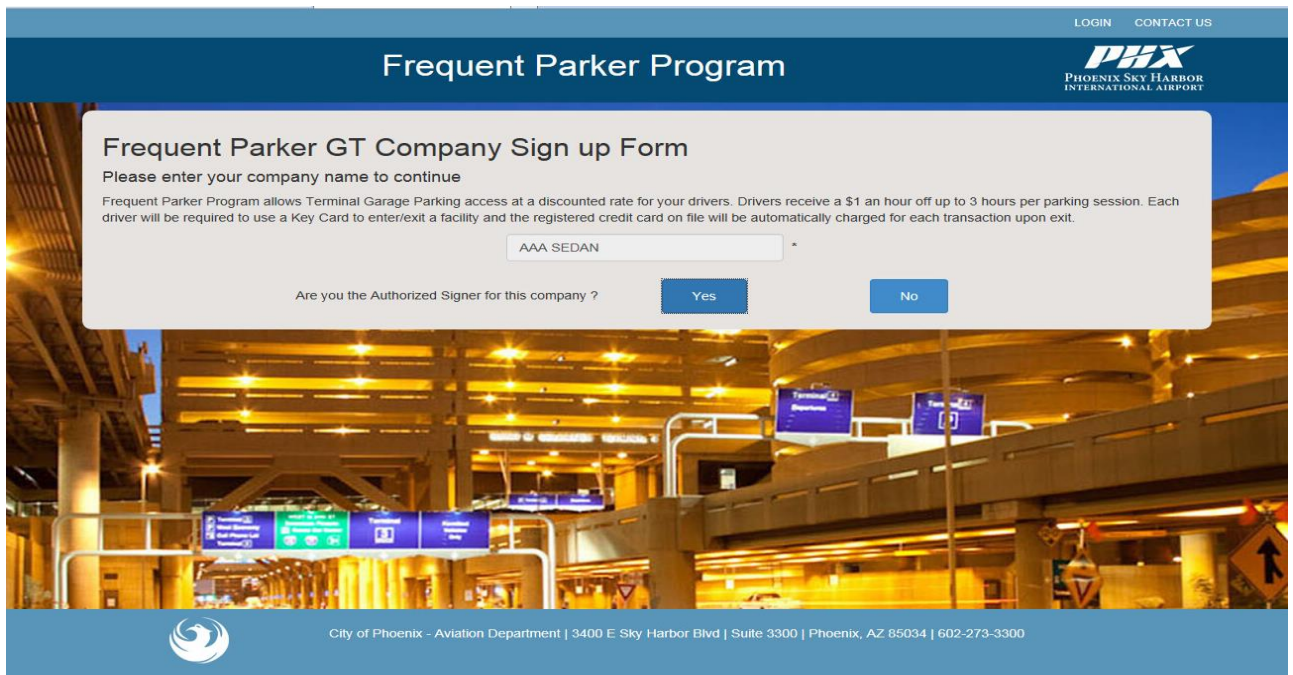 LOGIN CONTACT US
Frequent Parker Program
PHX
PHOENIX SKY HARBOR
INTERNATIONAL AIRPORT
Frequent Parker GT Company Sign up Form
Please enter your company name to continue
Frequent Parker Program allows Terminal Garage Parking access at a discounted rate for your drivers. Drivers receive a $1 an hour off up to 3 hours per parking session. Each
driver will be required to use a Key Card to enter/exit a facility and the registered credit card on file will be automatically charged for each transaction upon exit.
AAA SEDAN *
Are you the Authorized Signer for this company ? Yes No
Terminal 4
Departures
Terminal
3
Terminal
City of Phoenix - Aviation Department | 3400 E Sky Harbor Blvd | Suite 3300 | Phoenix, AZ 85034 | 602-273-3300